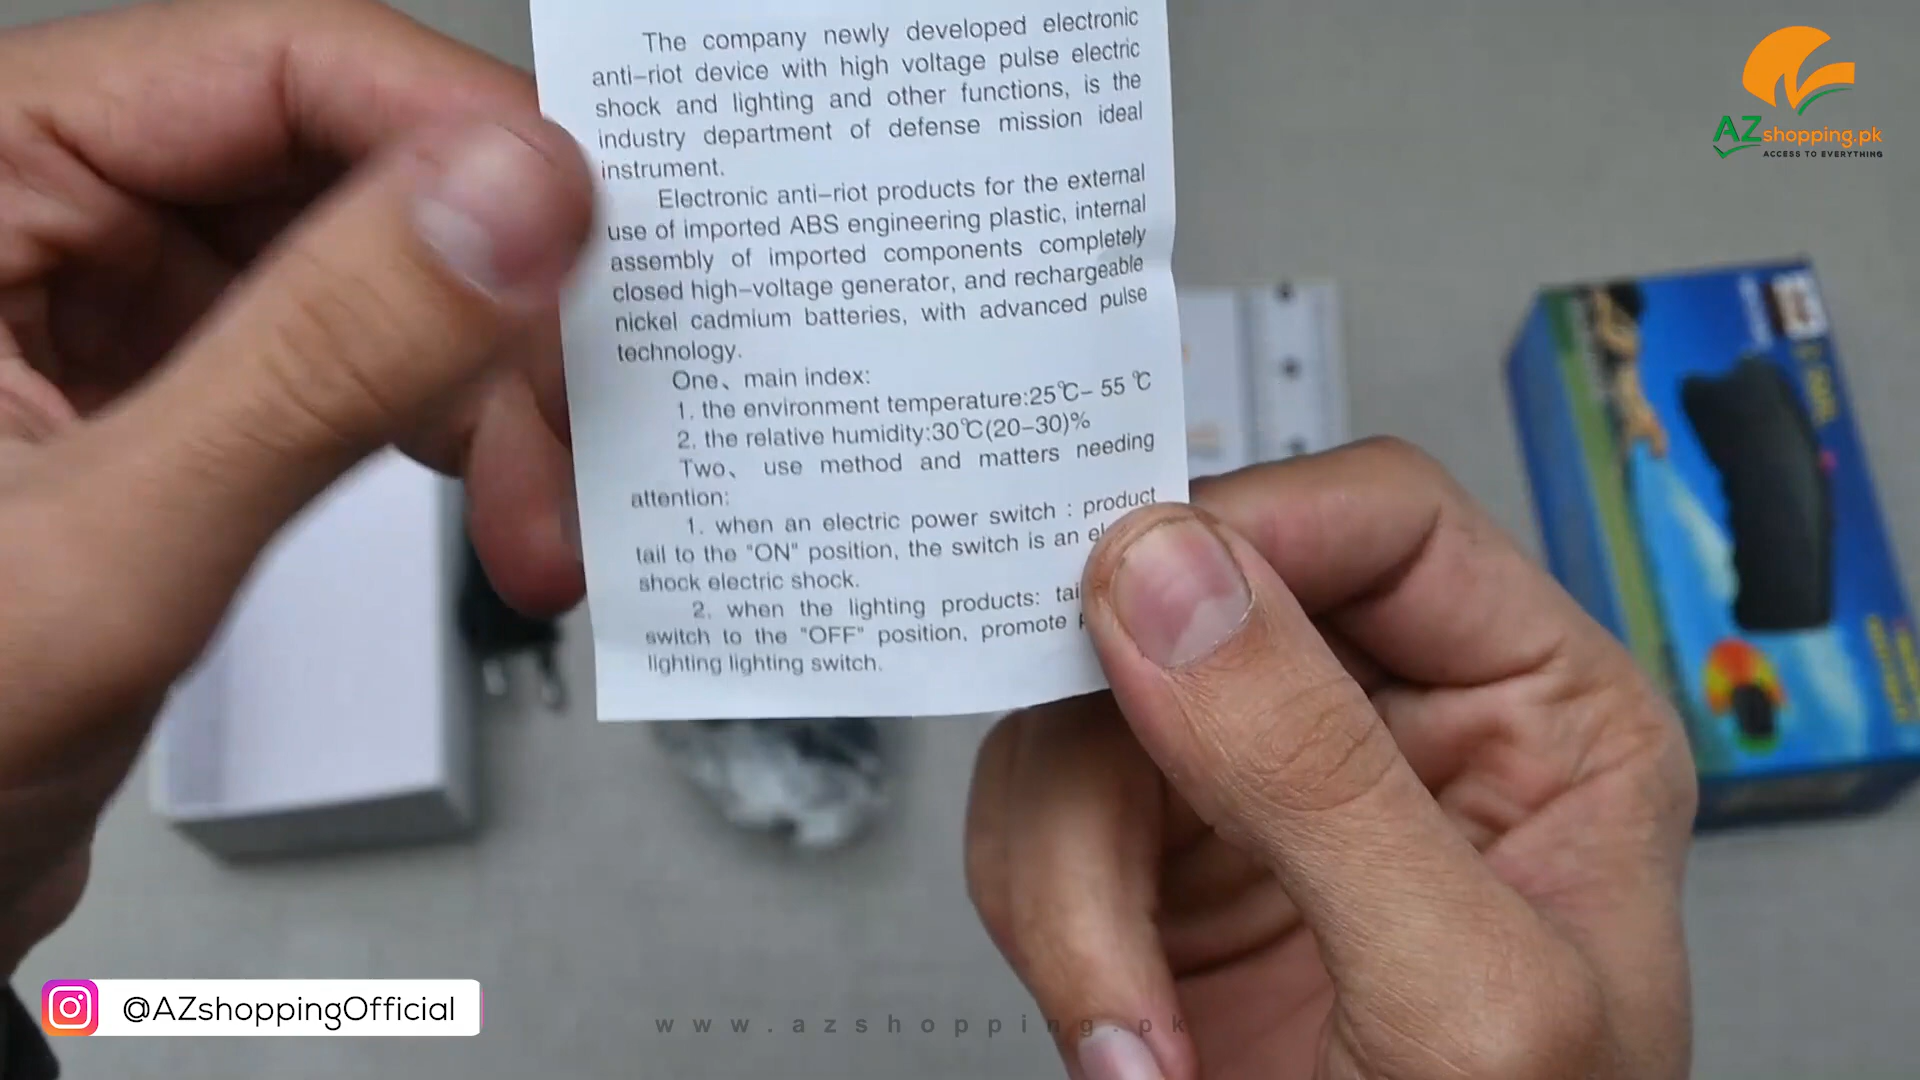 The company newly developed electronic
anti–riot device with high voltage pulse electric
shock and lighting and other functions, is the
industry department of defense mission ideal
instrument.
Electronic anti–riot products for the external
use of imported ABS engineering plastic, internal
assembly of imported components completely
closed high–voltage generator, and rechargeable
nickel cadmium batteries, with advanced pulse
technology.
One、main index:
1. the environment temperature:25℃– 55 ℃
2. the relative humidity:30℃(20–30)%
Two、 use method and matters needing
attention:
1. when an electric power switch : product
tail to the "ON" position, the switch is an
shock electric shock.
2. when the lighting products:
switch to the "OFF" position, promote
lighting lighting switch.
AZshopping.pk
ACCESS TO EVERYTHING
@AZshoppingOfficial
www.azshopping.pk